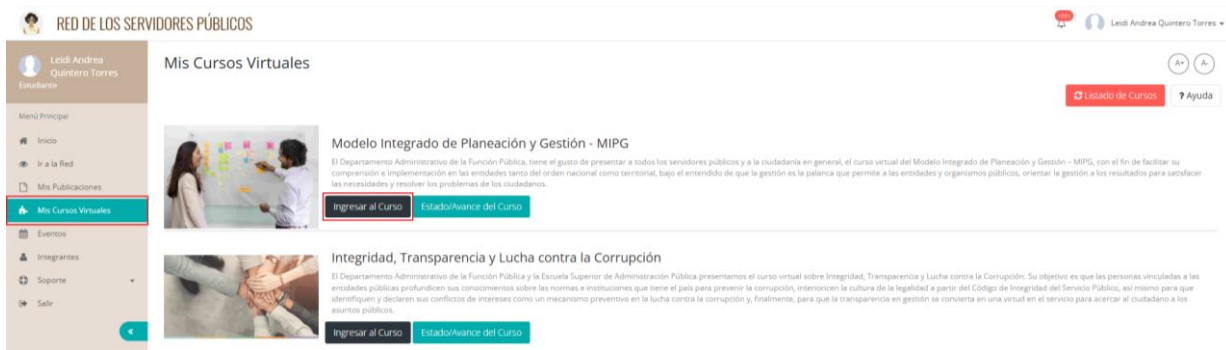 RED DE LOS SERVIDORES PÚBLICOS
Leidi Andrea Quintero Torres
Leidi Andrea
Quintero Torres
Estudiante
Mis Cursos Virtuales
A+ A-
Listado de Cursos
? Ayuda
Menú Principal
Inicio
Ir a la Red
Mis Publicaciones
Mis Cursos Virtuales
Eventos
Integrantes
Soporte
Salir
«
Modelo Integrado de Planeación y Gestión - MIPG
El Departamento Administrativo de la Función Pública, tiene el gusto de presentar a todos los servidores públicos y a la ciudadanía en general, el curso virtual del Modelo Integrado de Planeación y Gestión – MIPG, con el fin de facilitar su
comprensión e implementación en las entidades tanto del orden nacional como territorial, bajo el entendido de que la gestión es la palanca que permite a las entidades y organismos públicos, orientar la gestión a los resultados para satisfacer
las necesidades y resolver los problemas de los ciudadanos.
Ingresar al Curso
Estado/Avance del Curso
Integridad, Transparencia y Lucha contra la Corrupción
El Departamento Administrativo de la Función Pública y la Escuela Superior de Administración Pública presentamos el curso virtual sobre Integridad, Transparencia y Lucha contra la Corrupción. Su objetivo es que las personas vinculadas a las
entidades públicas profundicen sus conocimientos sobre las normas e instituciones que tiene el país para prevenir la corrupción, interioricen la cultura de la legalidad a partir del Código de Integridad del Servicio Público, así mismo para que
identifiquen y declaren sus conflictos de intereses como un mecanismo preventivo en la lucha contra la corrupción y, finalmente, para que la transparencia en gestión se convierta en una virtud en el servicio para acercar al ciudadano a los
asuntos públicos.
Ingresar al Curso
Estado/Avance del Curso